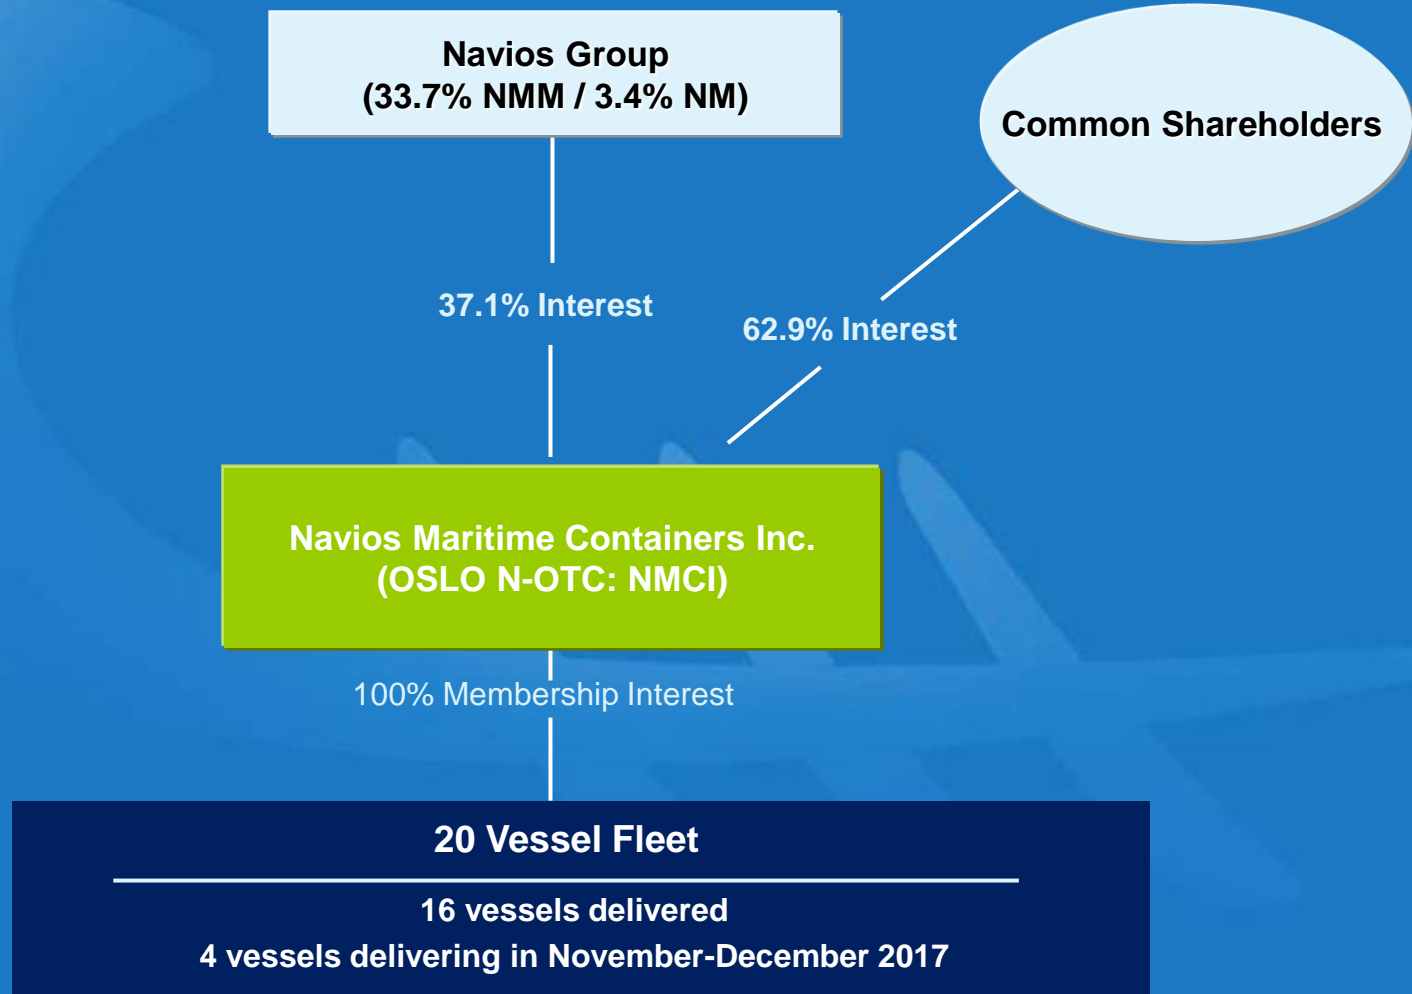 Navios Group
(33.7% NMM / 3.4% NM)
Common Shareholders
37.1% Interest
62.9% Interest
Navios Maritime Containers Inc.
(OSLO N-OTC: NMCI)
100% Membership Interest
20 Vessel Fleet
16 vessels delivered
4 vessels delivering in November-December 2017